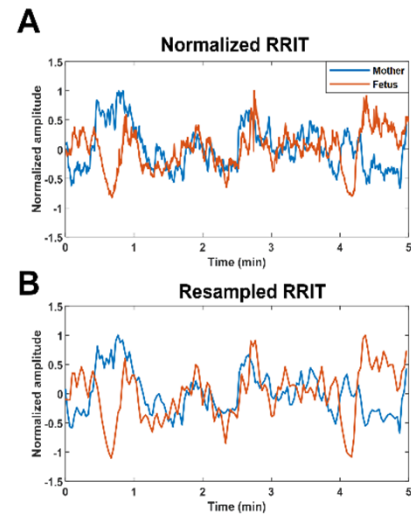 A
Normalized RRIT
Mother
Fetus
Normalized amplitude
1.5
1
0.5
0
-0.5
-1
-1.5
0 1 2 3 4 5
Time (min)
B
Resampled RRIT
Normalized amplitude
1.5
1
0.5
0
-0.5
-1
-1.5
0 1 2 3 4 5
Time (min)